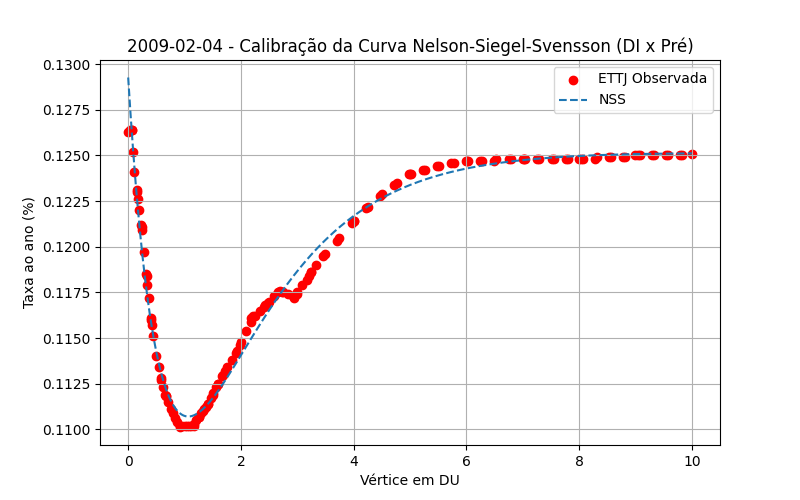 2009-02-04 - Calibração da Curva Nelson-Siegel-Svensson (DI x Pré)
0.1300
0.1275
0.1250
0.1225
0.1200
0.1175
0.1150
0.1125
0.1100
Taxa ao ano (%)
ETTJ Observada
NSS
0 2 4 6 8 10
Vértice em DU